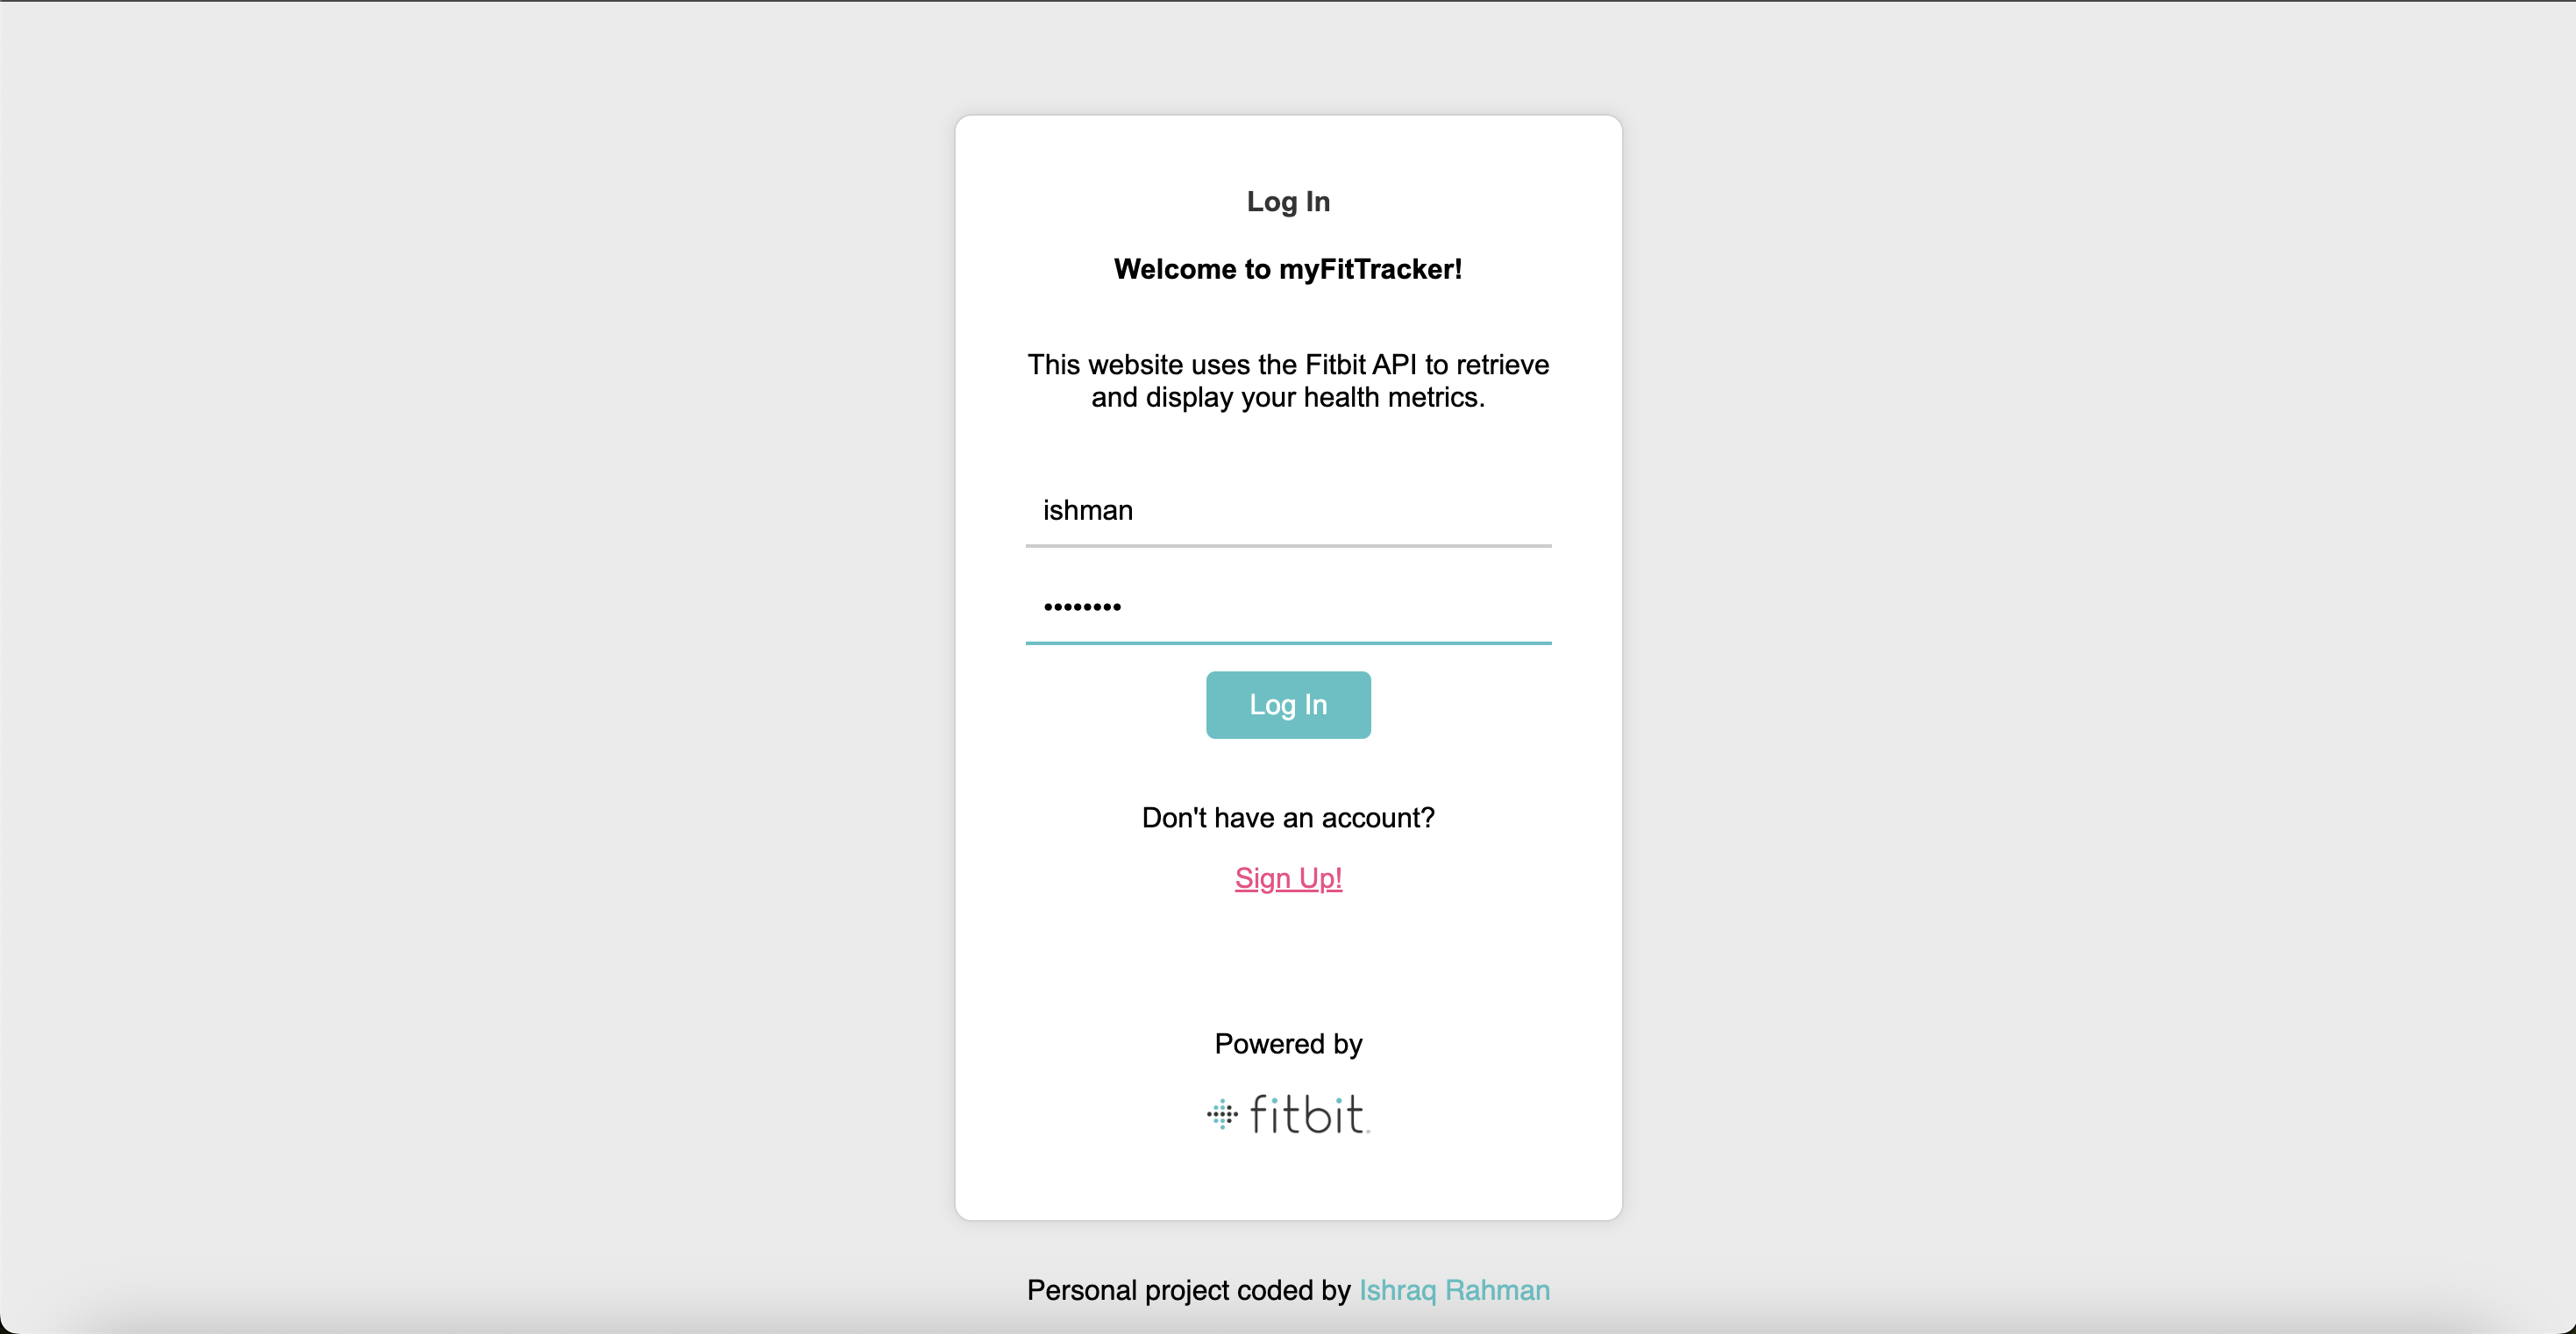 Log In
Welcome to myFitTracker!
This website uses the Fitbit API to retrieve
and display your health metrics.
ishman
••••••••
Log In
Don't have an account?
Sign Up!
Powered by
fitbit
Personal project coded by Ishraq Rahman